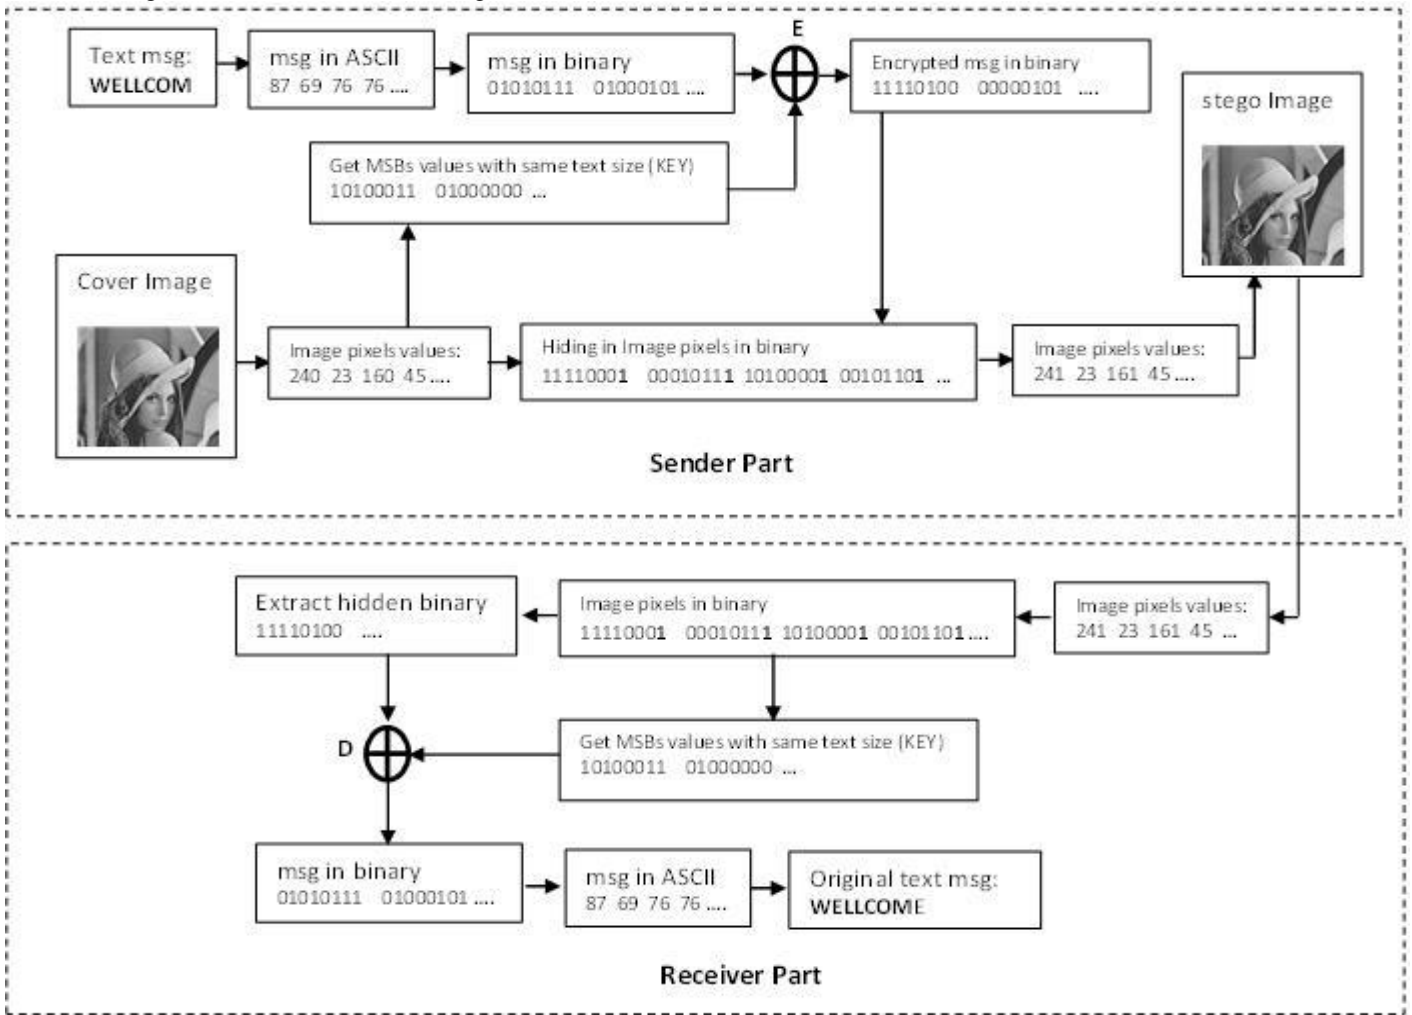 Text msg:
WELLCOM
msg in ASCII
87 69 76 76 ....
msg in binary
01010111 01000101 ....
E
Encrypted msg in binary
11110100 00000101 ....
stego Image
Get MSBs values with same text size (KEY)
10100011 01000000 ...
Cover Image
Image pixels values:
240 23 160 45 ....
Hiding in Image pixels in binary
11110001 00010111 10100001 00101101 ...
Image pixels values:
241 23 161 45 ....
Sender Part
Extract hidden binary
11110100 ....
Image pixels in binary
11110001 00010111 10100001 00101101 ....
Image pixels values:
241 23 161 45 ...
D
Get MSBs values with same text size (KEY)
10100011 01000000 ...
msg in binary
01010111 01000101 ....
msg in ASCII
87 69 76 76 ....
Original text msg:
WELLCOME
Receiver Part